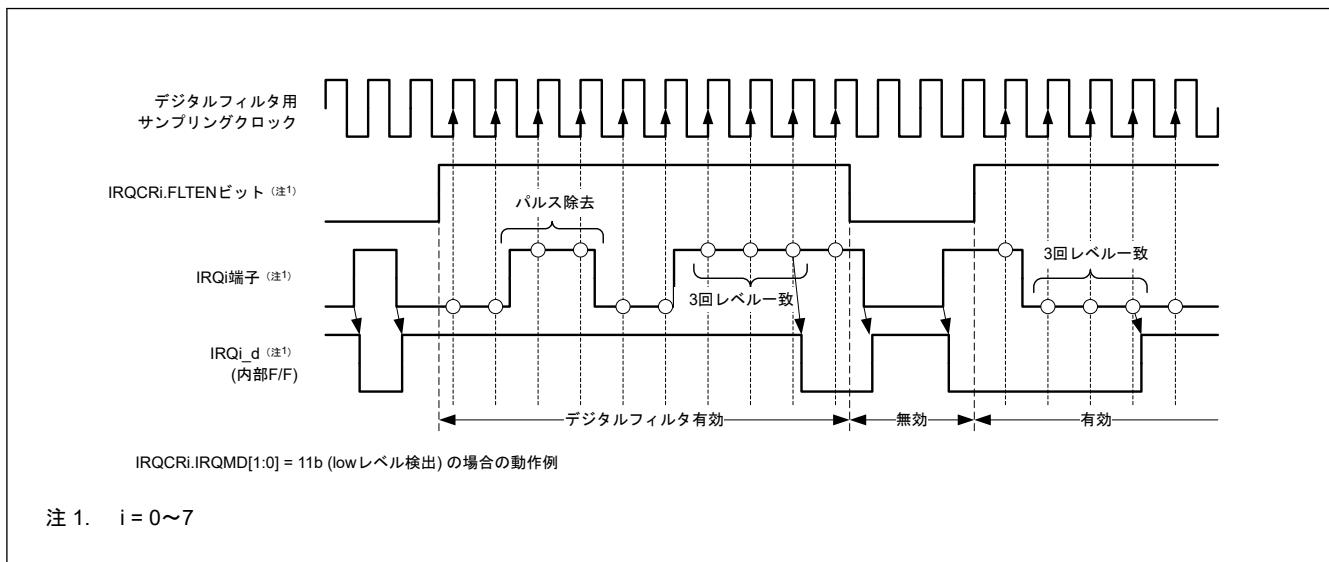 デジタルフィルタ用
サンプリングクロック
IRQCRi.FLTENビット（注1）
パルス除去
IRQi端子（注1）
3回レベル一致
3回レベル一致
IRQi_d（注1）
(内部F/F)
デジタルフィルタ有効
無効
有効
IRQCRi.IRQMD[1:0] = 11b (lowレベル検出) の場合の動作例
注 1. i = 0～7